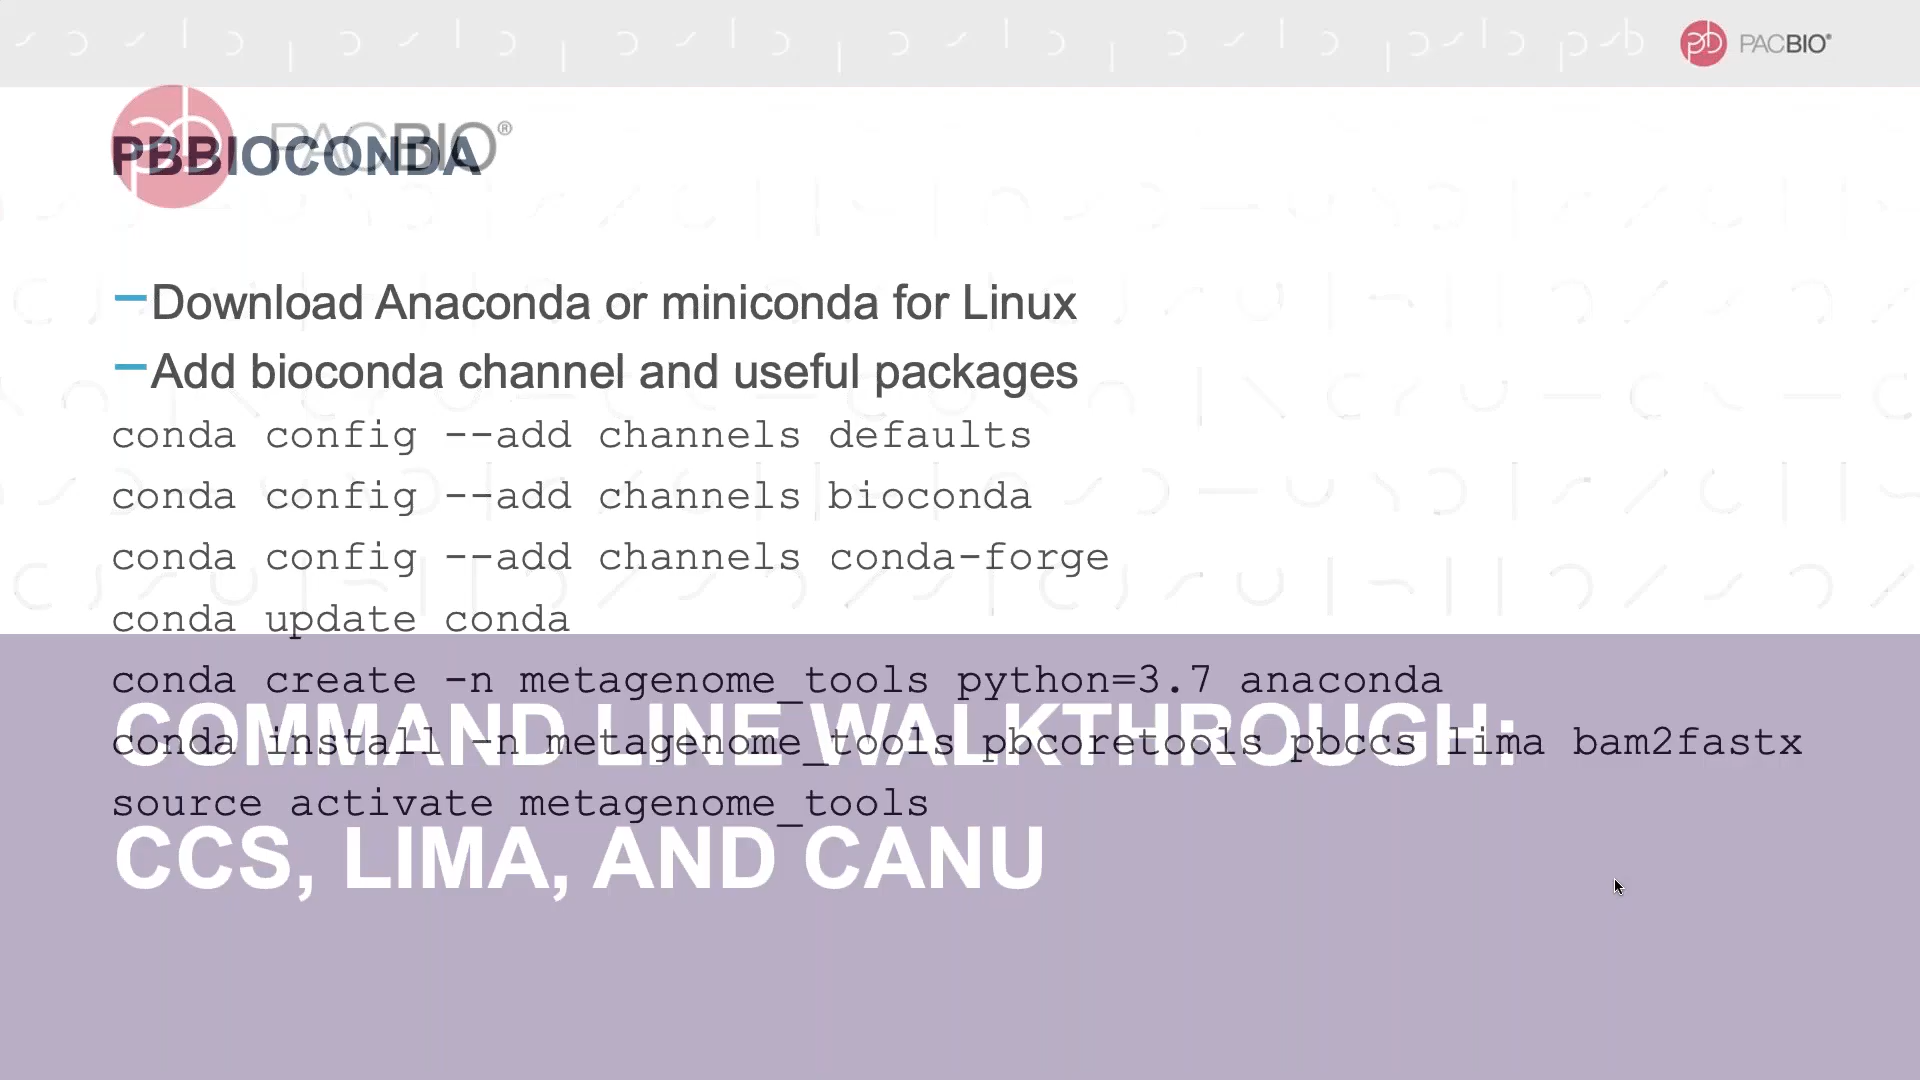 PACBIO®
PACBIO®
PBBIOCONDA
–Download Anaconda or miniconda for Linux
–Add bioconda channel and useful packages
conda config --add channels defaults
conda config --add channels bioconda
conda config --add channels conda-forge
conda update conda
conda create -n metagenome_tools python=3.7 anaconda
COMMAND LINE WALKTHROUGH:
conda install -n metagenome_tools pbcoretools pbccs lima bam2fastx
source activate metagenome_tools
CCS, LIMA, AND CANU